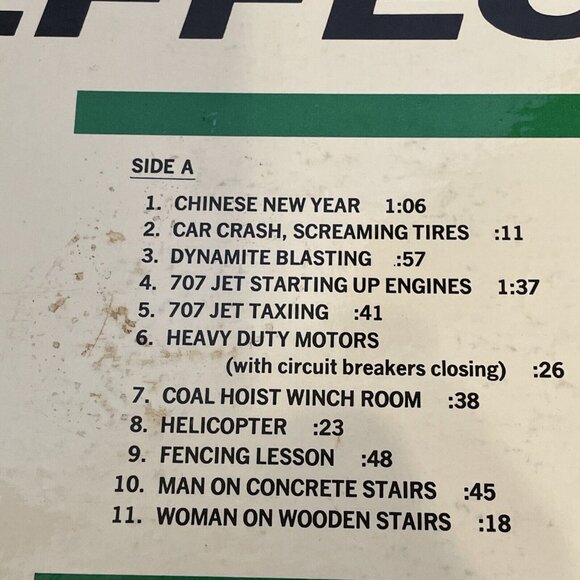 SIDE A
1. CHINESE NEW YEAR 1:06
2. CAR CRASH, SCREAMING TIRES :11
3. DYNAMITE BLASTING :57
4. 707 JET STARTING UP ENGINES 1:37
5. 707 JET TAXIING :41
6. HEAVY DUTY MOTORS
(with circuit breakers closing) :26
7. COAL HOIST WINCH ROOM :38
8. HELICOPTER :23
9. FENCING LESSON :48
10. MAN ON CONCRETE STAIRS :45
11. WOMAN ON WOODEN STAIRS :18